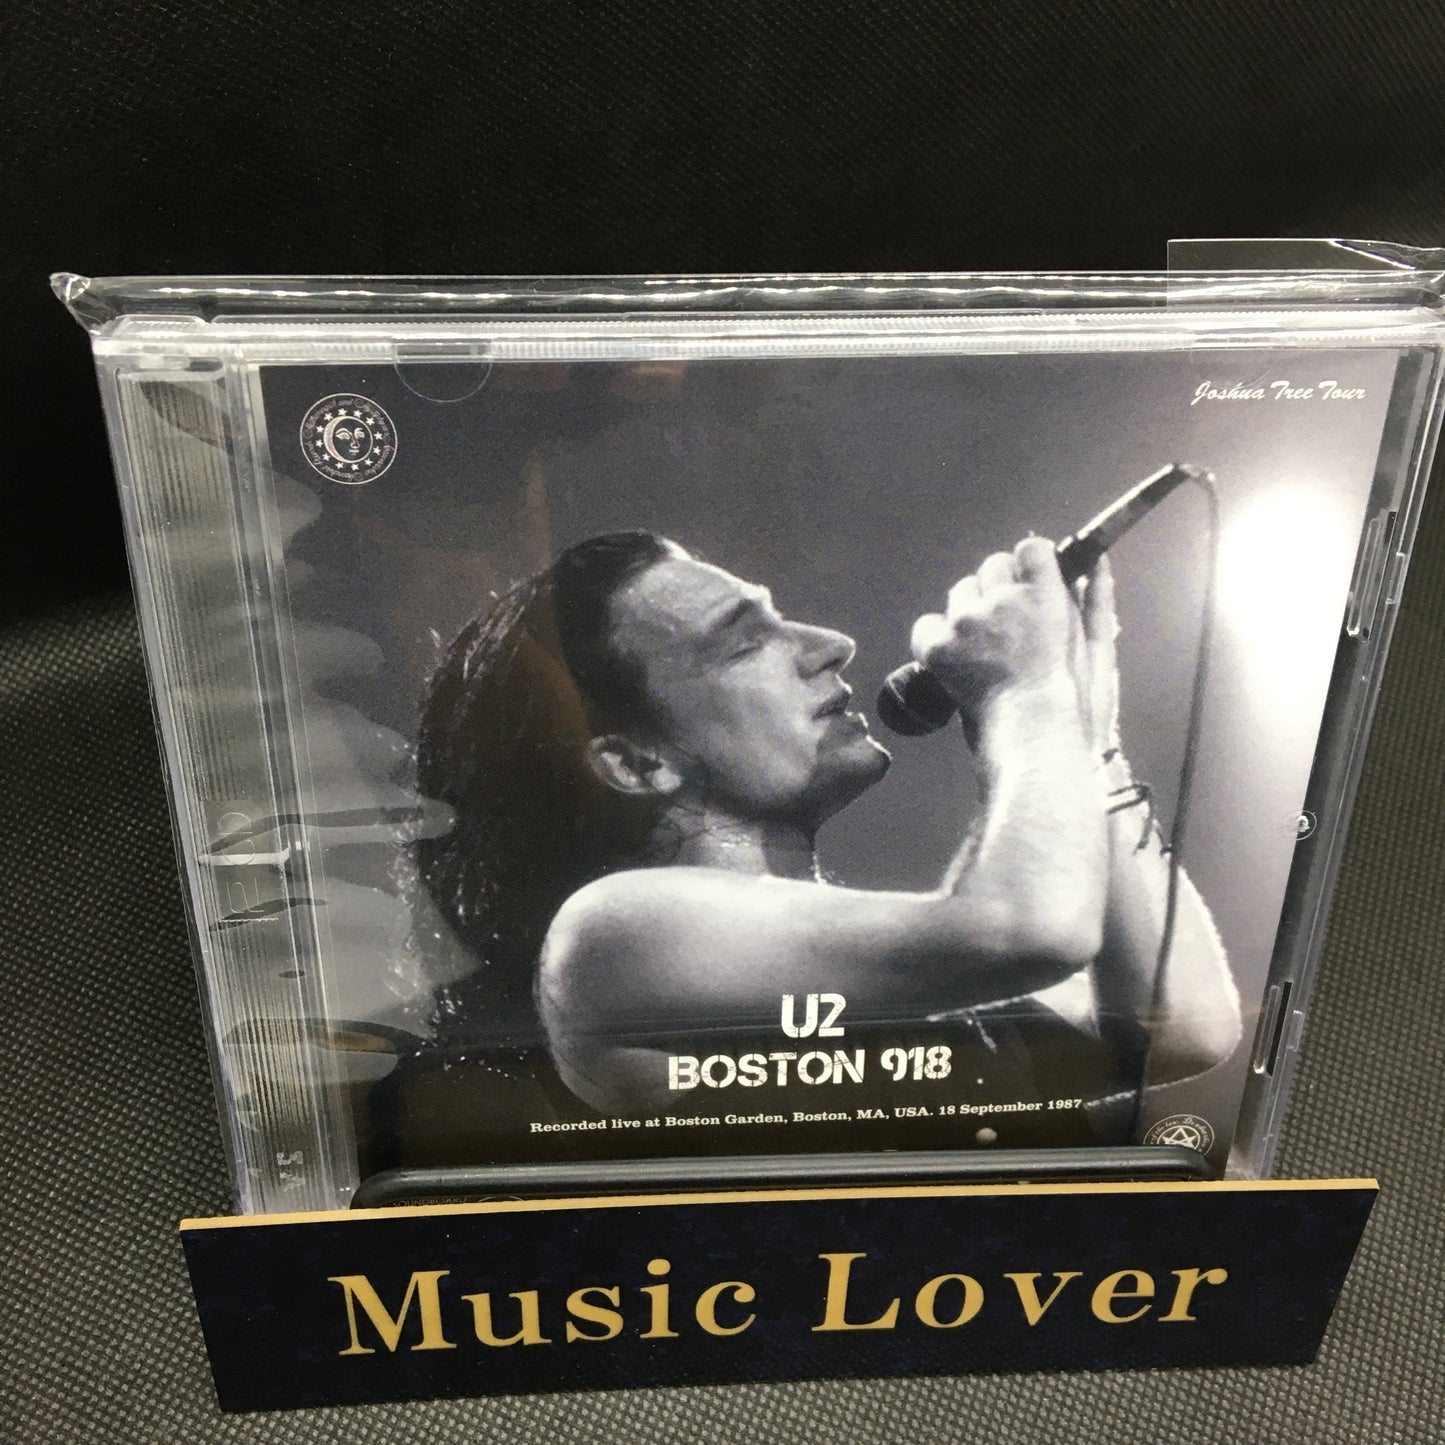 Joshua Tree Tour
U2
BOSTON 918
Recorded live at Boston Garden, Boston, MA, USA. 18 September 1987
SOUNDBOARD
Music Lover